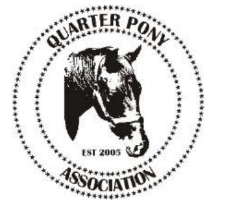 QUARTER PONY
EST 2005
ASSOCIATION